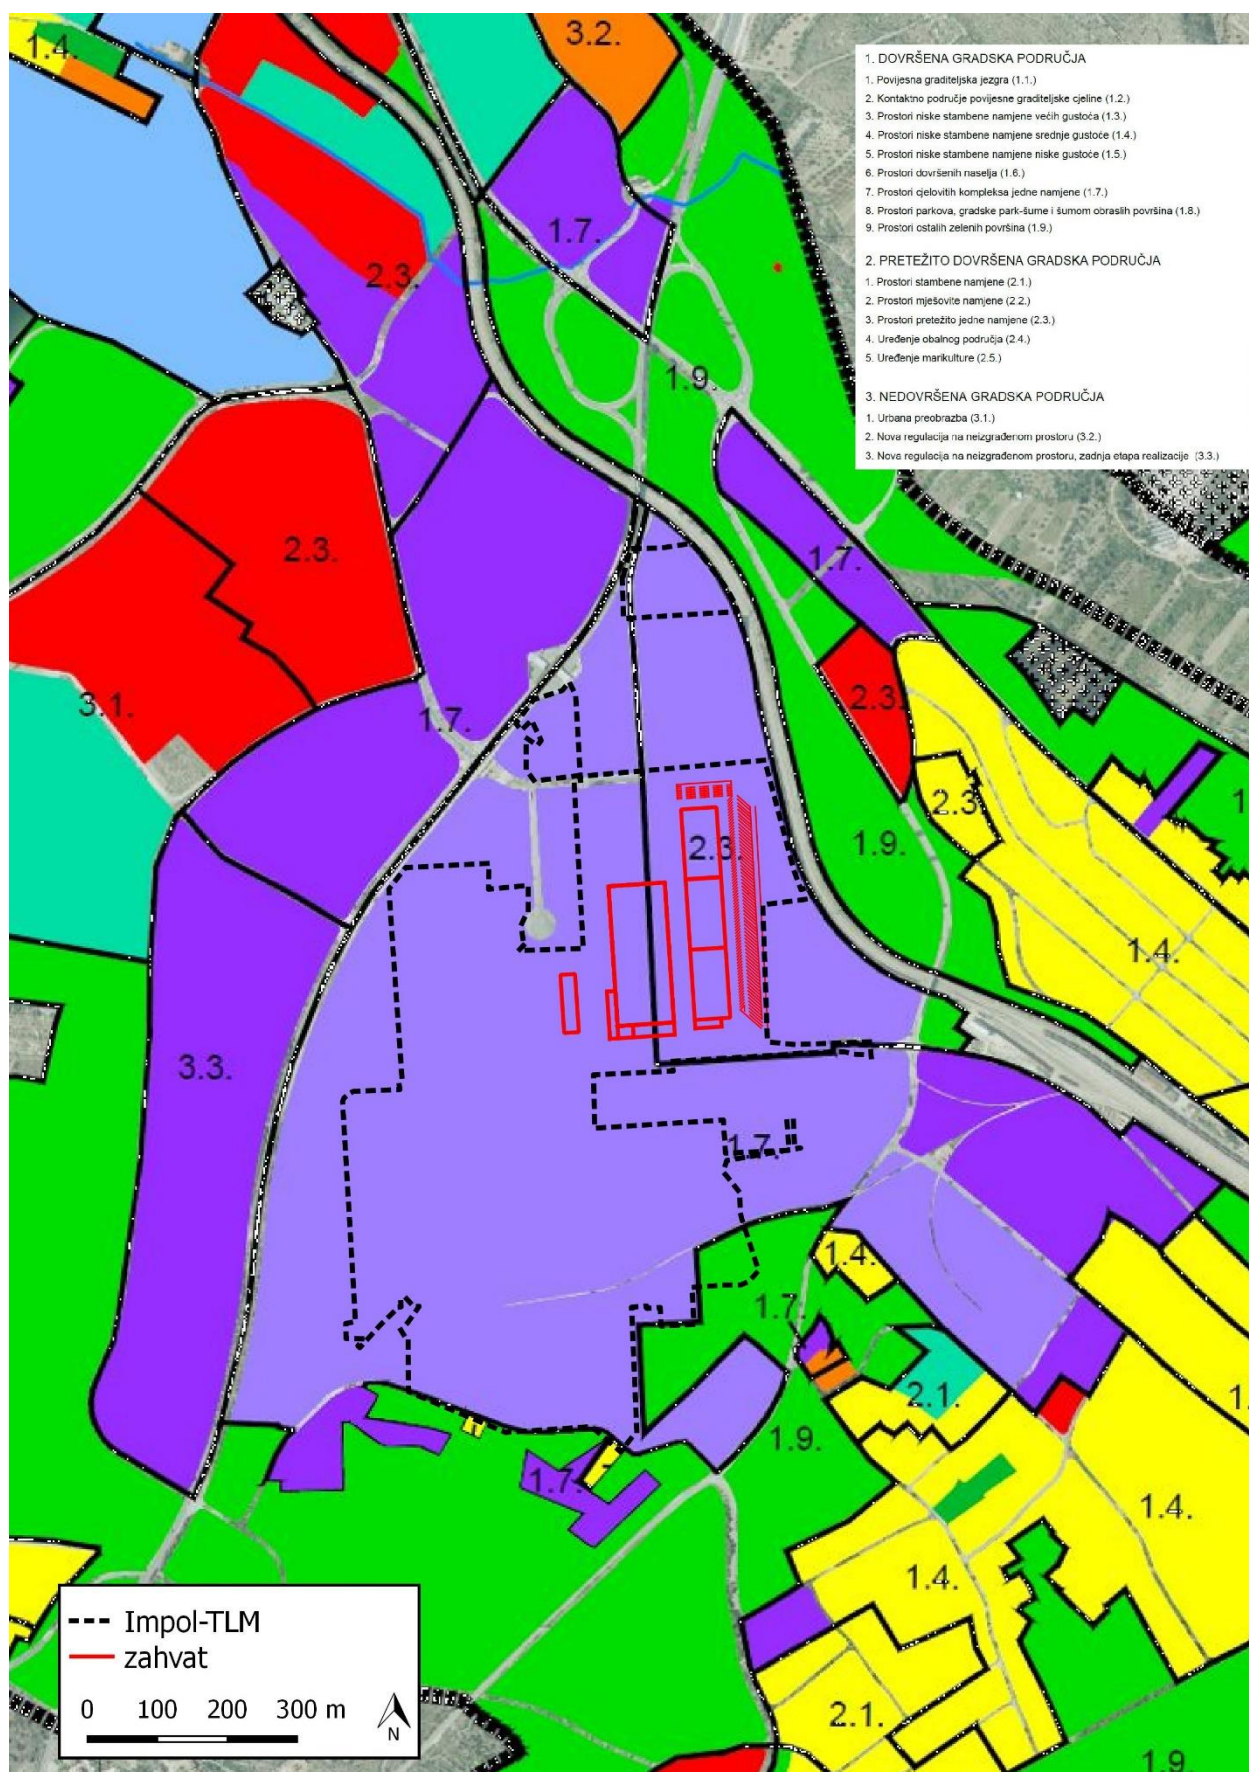 1.4.
3.2.
1. DOVRŠENA GRADSKA PODRUČJA
1. Povijesna graditeljska jezgra (1.1.)
2. Kontaktno područje povijesne graditeljske cjeline (1.2.)
3. Prostori niske stambene namjene većih gustoća (1.3.)
4. Prostori niske stambene namjene srednje gustoće (1.4.)
5. Prostori niske stambene namjene niske gustoće (1.5.)
6. Prostori dovršenih naselja (1.6.)
7. Prostori cjelovitih kompleksa jedne namjene (1.7.)
8. Prostori parkova, gradske park-šume i šumom obraslih površina (1.8.)
9. Prostori ostalih zelenih površina (1.9.)
2. PRETEŽITO DOVRŠENA GRADSKA PODRUČJA
1. Prostori stambene namjene (2.1.)
2. Prostori mješovite namjene (2.2.)
3. Prostori pretežito jedne namjene (2.3.)
4. Uređenje obalnog područja (2.4.)
5. Uređenje marikulture (2.5.)
3. NEDOVRŠENA GRADSKA PODRUČJA
1. Urbana preobrazba (3.1.)
2. Nova regulacija na neizgrađenom prostoru (3.2.)
3. Nova regulacija na neizgrađenom prostoru, zadnja etapa realizacije (3.3.)
1.7.
2.3.
1.9.
2.3.
1.7.
3.1.
1.7.
2.3.
2.3
1
2.3.
1.9.
1.4.
3.3.
1.7.
1.4.
1.7.
2.1.
1.
1.9.
1.7.
1.4.
1.4.
2.1.
1.9.
Impol-TLM
zahvat
0 100 200 300 m
N